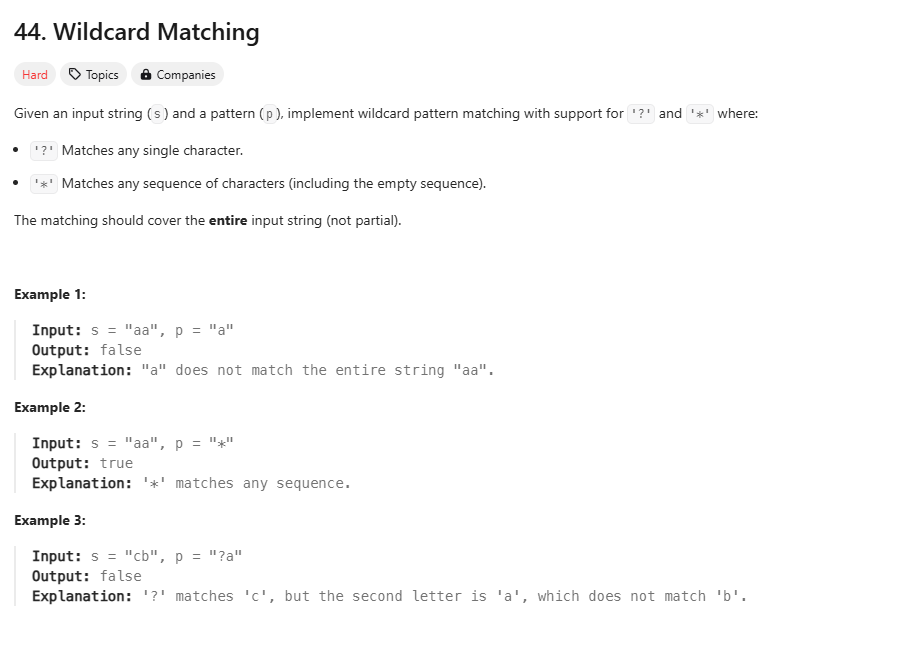 44. Wildcard Matching
Hard Topics Companies
Given an input string (s) and a pattern (p), implement wildcard pattern matching with support for '?' and '*' where:
• '?' Matches any single character.
• '*' Matches any sequence of characters (including the empty sequence).
The matching should cover the entire input string (not partial).
Example 1:
Input: s = "aa", p = "a"
Output: false
Explanation: "a" does not match the entire string "aa".
Example 2:
Input: s = "aa", p = "*"
Output: true
Explanation: '*' matches any sequence.
Example 3:
Input: s = "cb", p = "?a"
Output: false
Explanation: '?' matches 'c', but the second letter is 'a', which does not match 'b'.